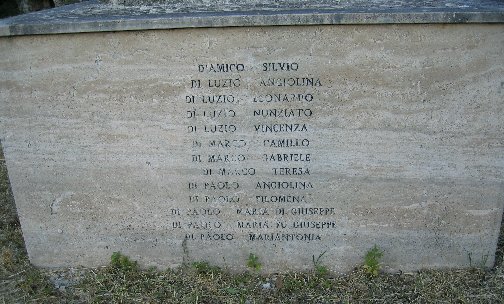 D'AMICO SILVIO
DI LUZIO ANGIOLINA
DI LUZIO LEONARDO
DI LUZIO NUNZIATO
DI LUZIO VINCENZA
DI MARCO CAMILLO
DI MARCO GABRIELE
DI MARCO TERESA
DI PAOLO ANGIOLINA
DI PAOLO FILOMENA
DI PAOLO MARIA DI GIUSEPPE
DI PAOLO MARIA FU GIUSEPPE
DI PAOLO MARIANTONIA